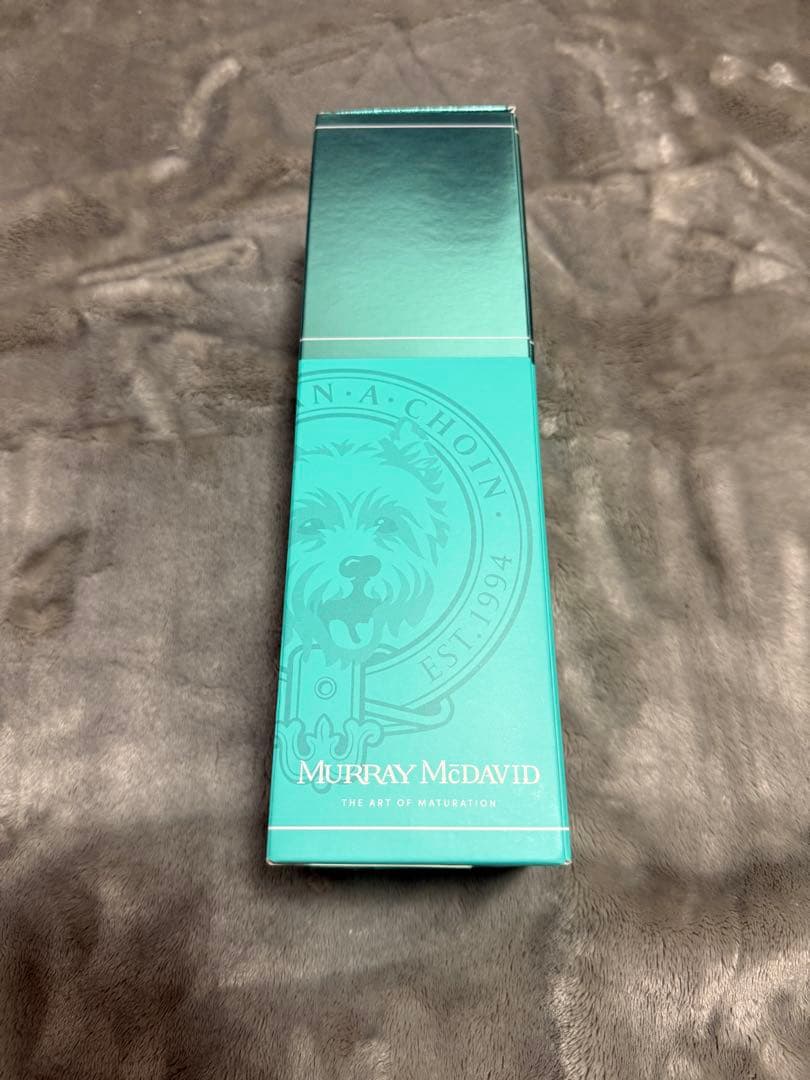 N · A · CHOIN ·
EST. 1994
MURRAY McDAVID
THE ART OF MATURATION